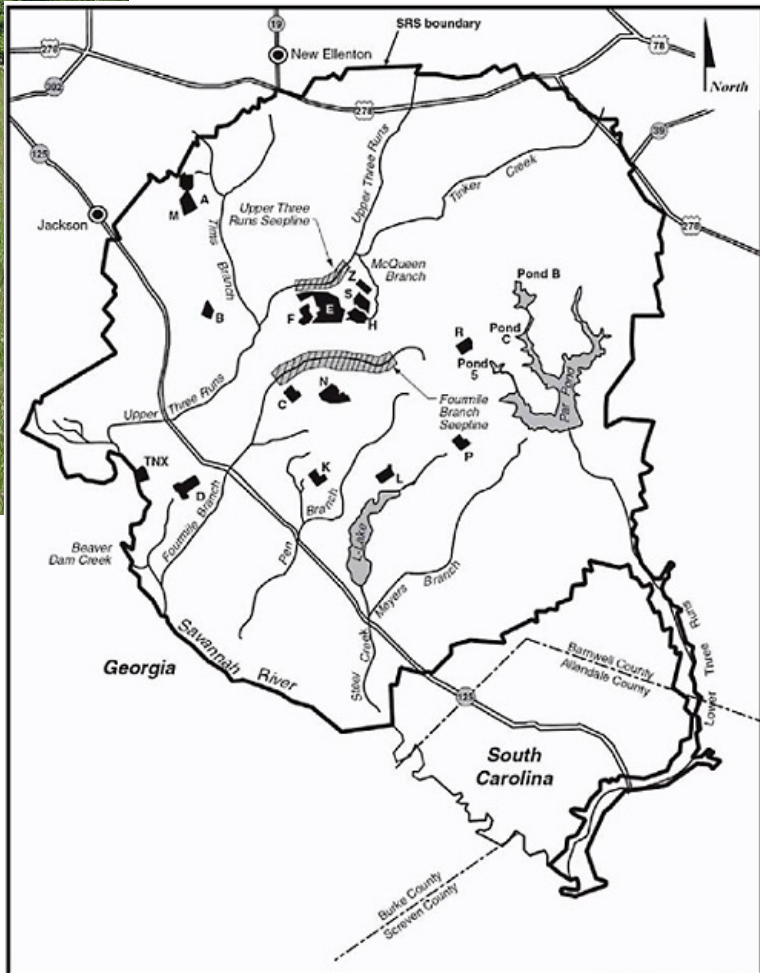 19
SRS boundary
278
New Ellenton
78
North
302
278
39
125
Upper Three Runs
Tinker Creek
A
M
Jackson
Tims Branch
Upper Three
Runs Seepline
278
McQueen
Branch
Z
S
Pond B
B
F
E
H
R
Pond
C
Pond
5
Par Pond
C
N
Fourmile
Branch
Seepline
Upper Three Runs
P
TNX
D
K
L
Fourmile Branch
Pen Branch
L-Lake
Beaver
Dam Creek
Meyers Branch
Savannah River
Steel Creek
Georgia
Barnwell County
Allendale County
Lower Three Runs
125
South
Carolina
Burke County
Screven County